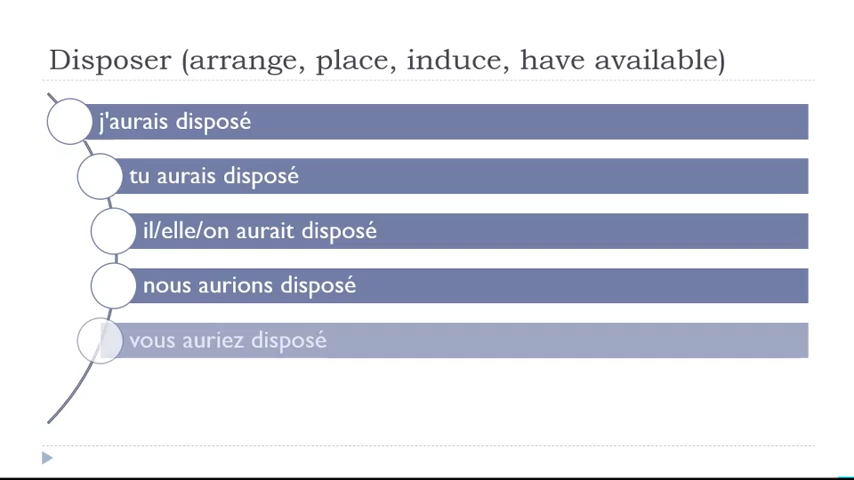 Disposer (arrange, place, induce, have available)
j'aurais disposé
tu aurais disposé
il/elle/on aurait disposé
nous aurions disposé
vous auriez disposé